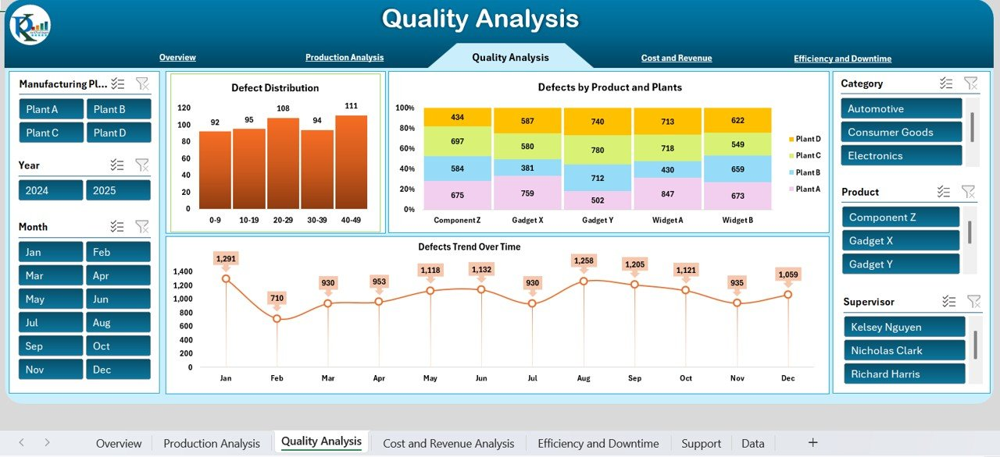 Quality Analysis
Overview
Production Analysis
Quality Analysis
Cost and Revenue
Efficiency and Downtime
Manufacturing Pl...
Plant A
Plant B
Plant C
Plant D
Year
2024
2025
Month
Jan
Feb
Mar
Apr
May
Jun
Jul
Aug
Sep
Oct
Nov
Dec
Defect Distribution
120
100
80
60
40
20
0
92
95
108
94
111
0-9
10-19
20-29
30-39
40-49
Defects by Product and Plants
100%
80%
60%
40%
20%
0%
434
587
740
713
622
697
580
780
718
549
584
381
712
430
659
675
759
502
847
673
Component Z
Gadget X
Gadget Y
Widget A
Widget B
Plant D
Plant C
Plant B
Plant A
Defects Trend Over Time
1,400
1,200
1,000
800
600
400
200
0
1,291
710
930
953
1,118
1,132
930
1,258
1,205
1,121
935
1,059
Jan
Feb
Mar
Apr
May
Jun
Jul
Aug
Sep
Oct
Nov
Dec
Category
Automotive
Consumer Goods
Electronics
Product
Component Z
Gadget X
Gadget Y
Supervisor
Kelsey Nguyen
Nicholas Clark
Richard Harris
Overview
Production Analysis
Quality Analysis
Cost and Revenue Analysis
Efficiency and Downtime
Support
Data